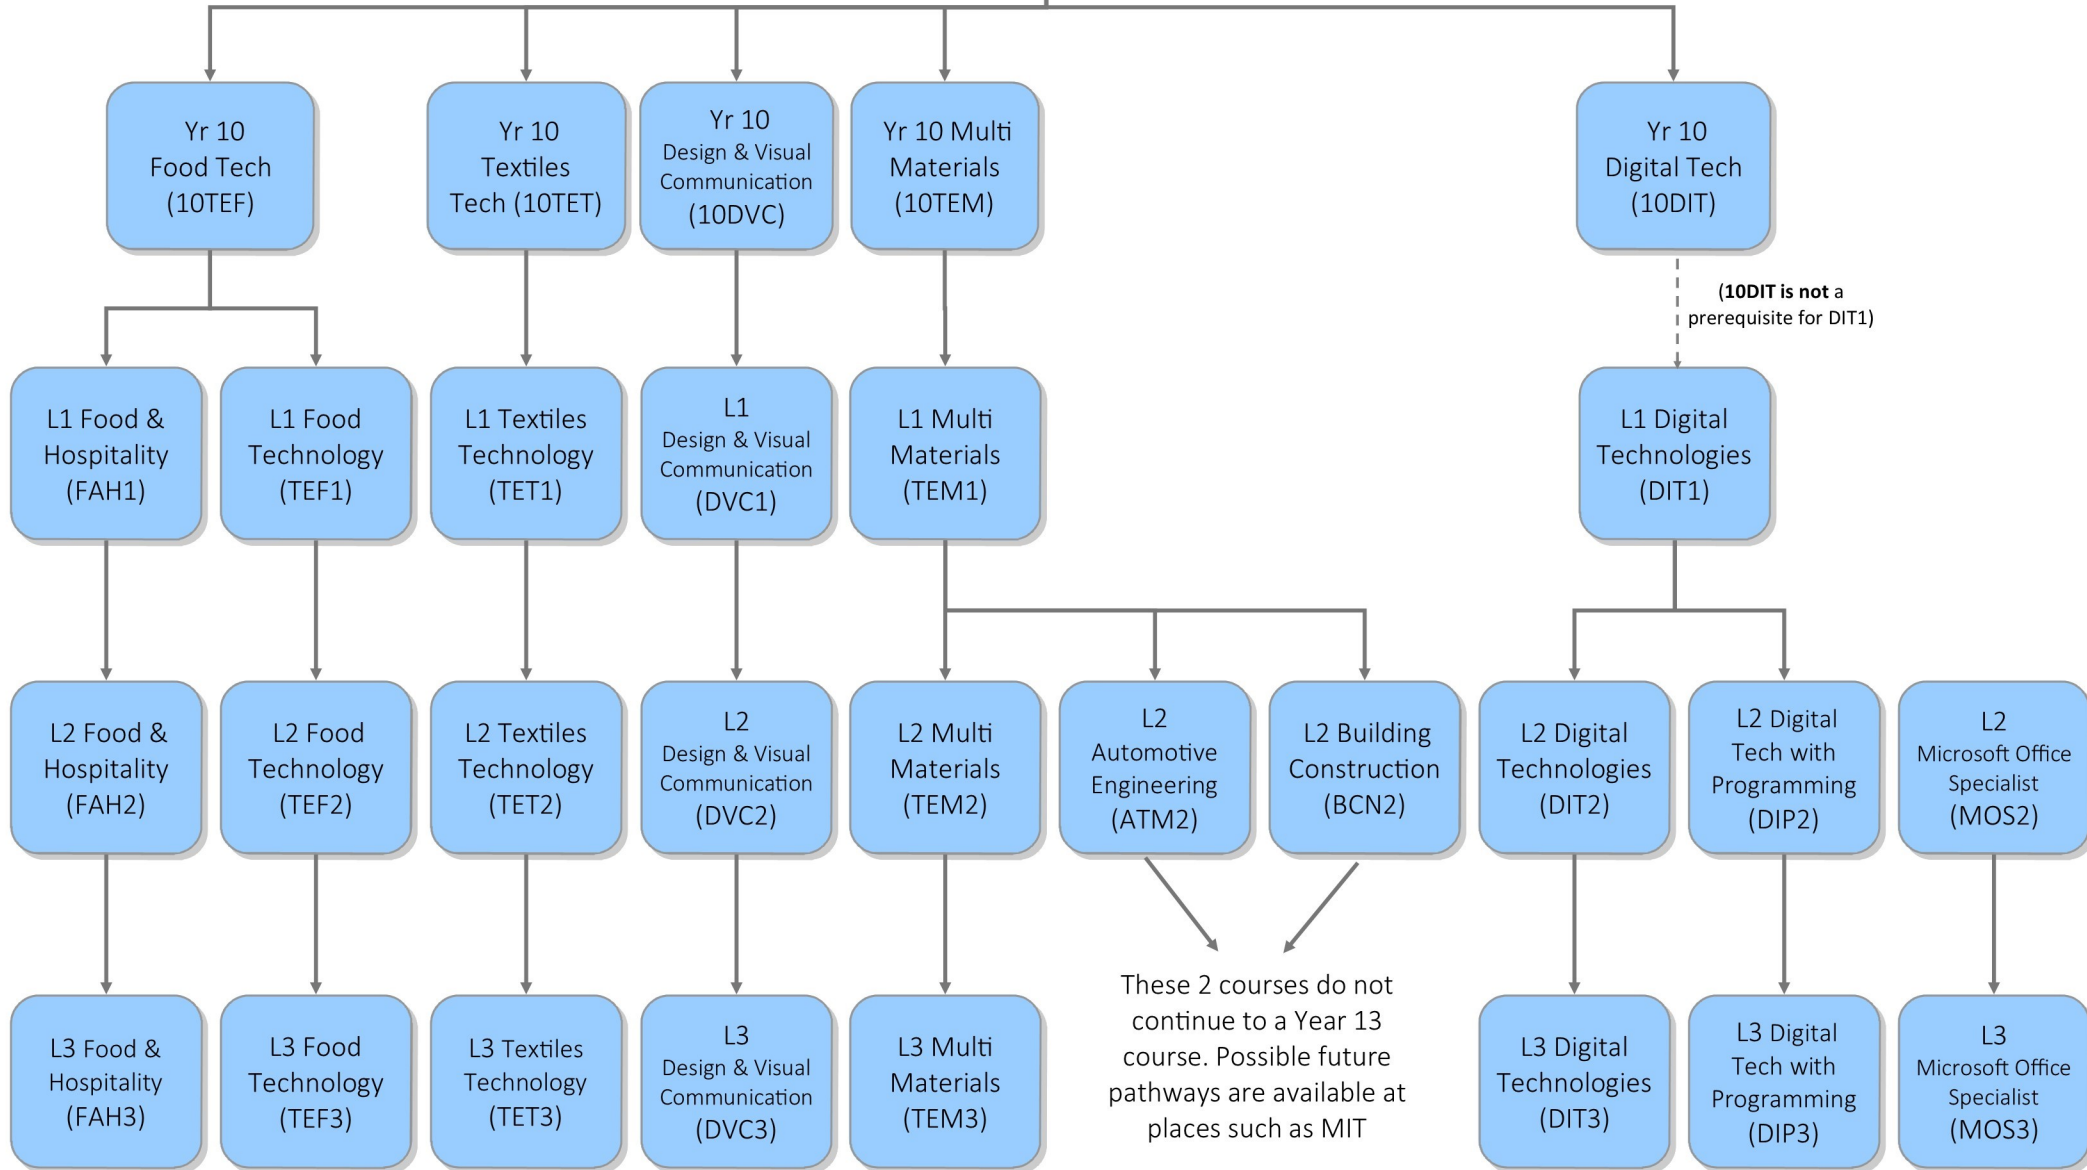 Yr 10
Food Tech
(10TEF)
Yr 10
Textiles
Tech (10TET)
Yr 10
Design & Visual
Communication
(10DVC)
Yr 10 Multi
Materials
(10TEM)
Yr 10
Digital Tech
(10DIT)
(10DIT is not a
prerequisite for DIT1)
L1 Food &
Hospitality
(FAH1)
L1 Food
Technology
(TEF1)
L1 Textiles
Technology
(TET1)
L1
Design & Visual
Communication
(DVC1)
L1 Multi
Materials
(TEM1)
L1 Digital
Technologies
(DIT1)
L2 Food &
Hospitality
(FAH2)
L2 Food
Technology
(TEF2)
L2 Textiles
Technology
(TET2)
L2
Design & Visual
Communication
(DVC2)
L2 Multi
Materials
(TEM2)
L2
Automotive
Engineering
(ATM2)
L2 Building
Construction
(BCN2)
L2 Digital
Technologies
(DIT2)
L2 Digital
Tech with
Programming
(DIP2)
L2
Microsoft Office
Specialist
(MOS2)
L3 Food &
Hospitality
(FAH3)
L3 Food
Technology
(TEF3)
L3 Textiles
Technology
(TET3)
L3
Design & Visual
Communication
(DVC3)
L3 Multi
Materials
(TEM3)
These 2 courses do not
continue to a Year 13
course. Possible future
pathways are available at
places such as MIT
L3 Digital
Technologies
(DIT3)
L3 Digital
Tech with
Programming
(DIP3)
L3
Microsoft Office
Specialist
(MOS3)